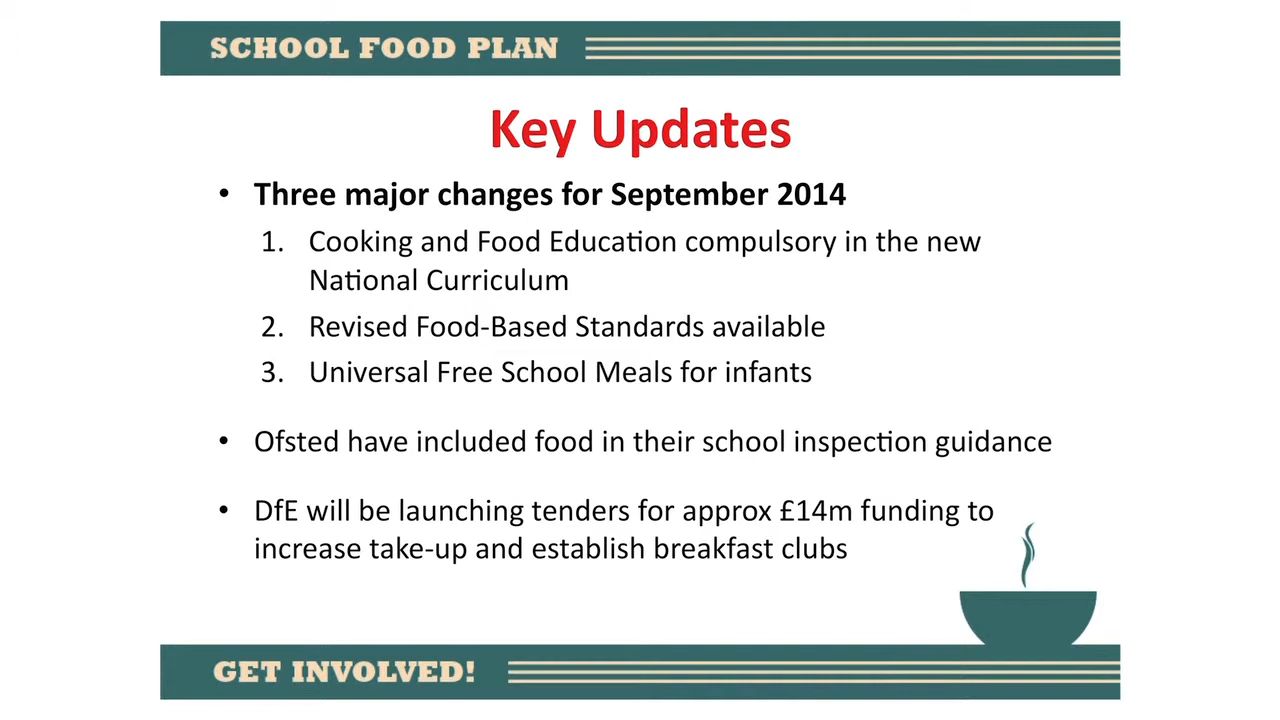 SCHOOL FOOD PLAN
Key Updates
• Three major changes for September 2014
1. Cooking and Food Education compulsory in the new
National Curriculum
2. Revised Food-Based Standards available
3. Universal Free School Meals for infants
• Ofsted have included food in their school inspection guidance
• DfE will be launching tenders for approx £14m funding to
increase take-up and establish breakfast clubs
GET INVOLVED!